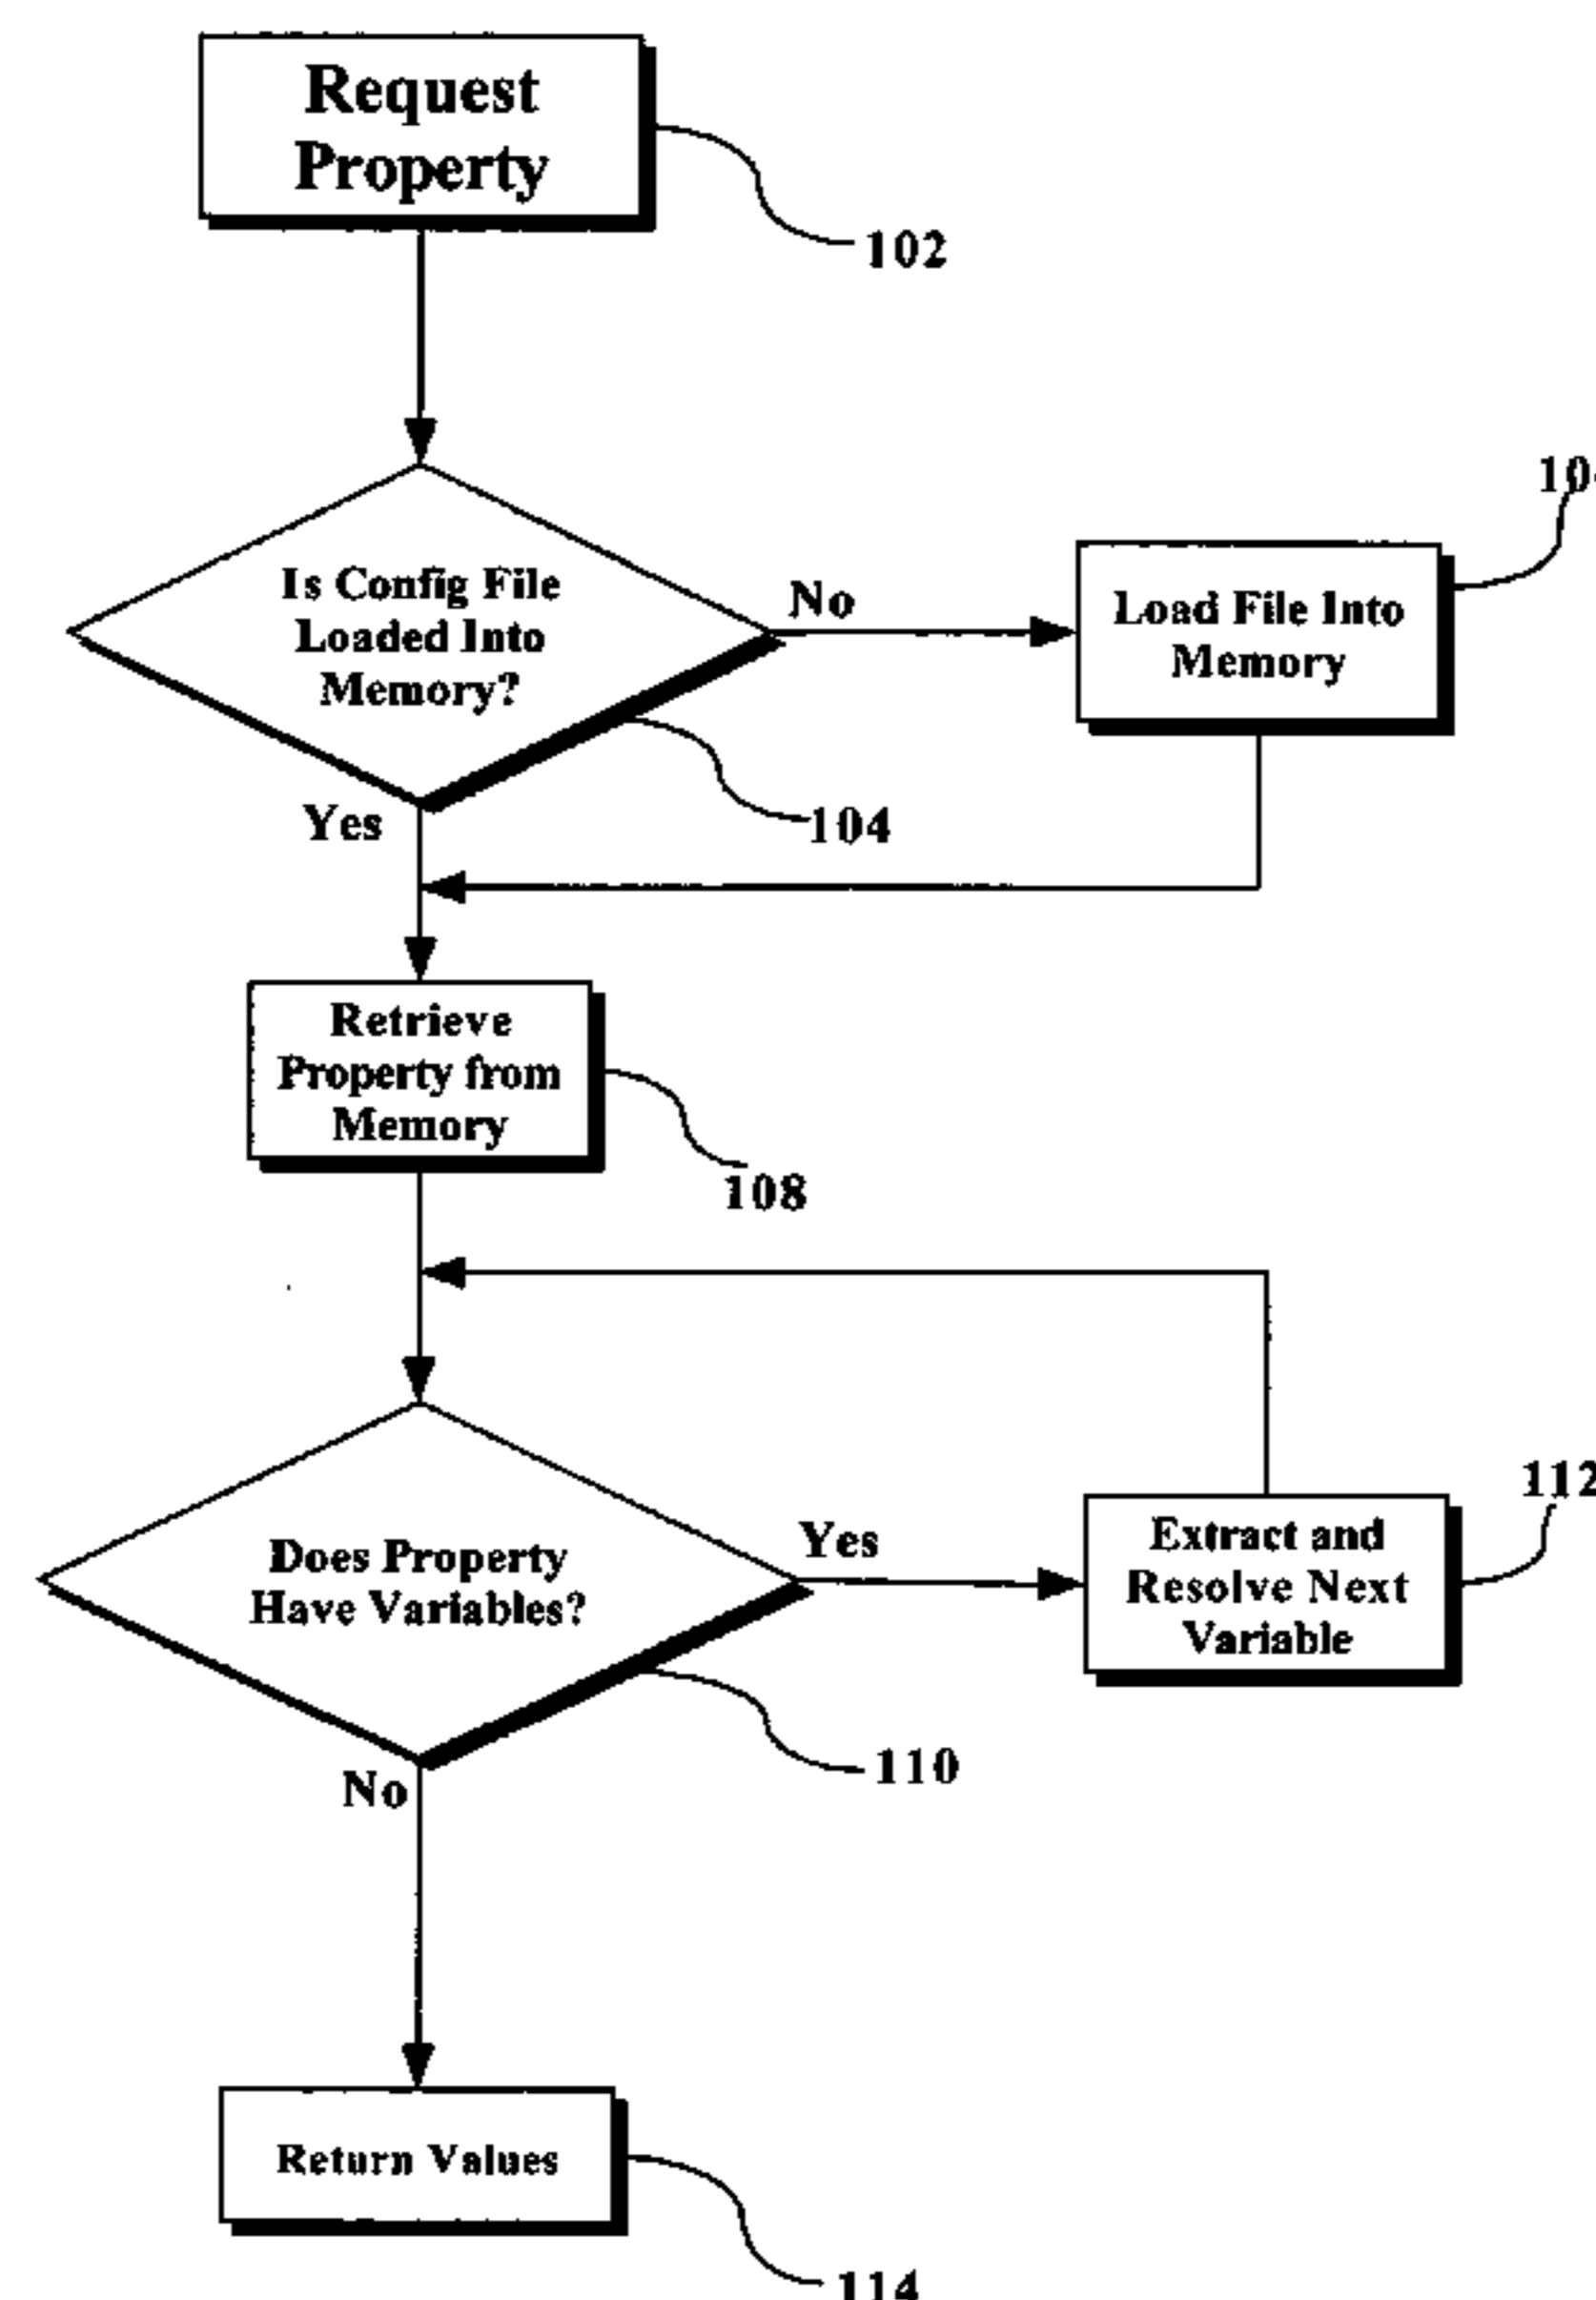 Request
Property
102
Is Config File
Loaded Into
Memory?
No
Load File Into
Memory
Yes
104
Retrieve
Property from
Memory
108
Does Property
Have Variables?
Yes
Extract and
Resolve Next
Variable
112
110
No
Return Values
114